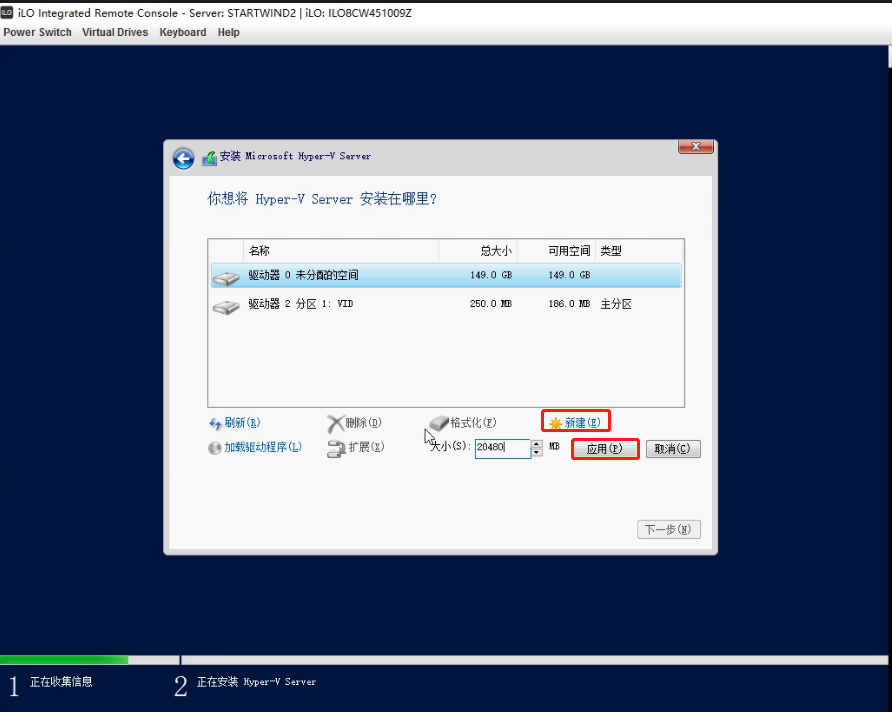 iLO iLO Integrated Remote Console - Server: STARTWIND2 | iLO: ILO8CW451009Z
Power Switch Virtual Drives Keyboard Help
安装 Microsoft Hyper-V Server
你想将 Hyper-V Server 安装在哪里?
名称 总大小 可用空间 类型
驱动器 0 未分配的空间 149.0 GB 149.0 GB
驱动器 2 分区 1: VID 250.0 MB 186.0 MB 主分区
刷新(R) 删除(D) 格式化(F) 新建(E)
加载驱动程序(L) 扩展(X) 大小(S): 20480 MB 应用(P) 取消(C)
下一步(N)
1 正在收集信息 2 正在安装 Hyper-V Server